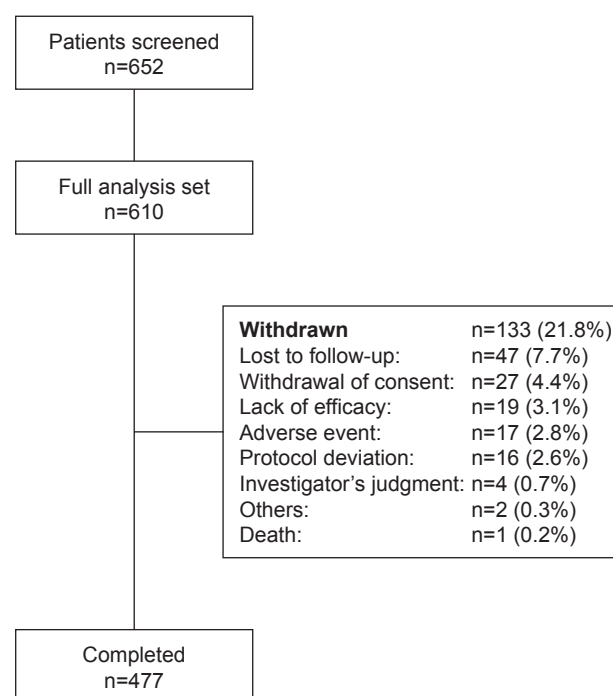 Patients screened
n=652
Full analysis set
n=610
Withdrawn n=133 (21.8%)
Lost to follow-up: n=47 (7.7%)
Withdrawal of consent: n=27 (4.4%)
Lack of efficacy: n=19 (3.1%)
Adverse event: n=17 (2.8%)
Protocol deviation: n=16 (2.6%)
Investigator’s judgment: n=4 (0.7%)
Others: n=2 (0.3%)
Death: n=1 (0.2%)
Completed
n=477